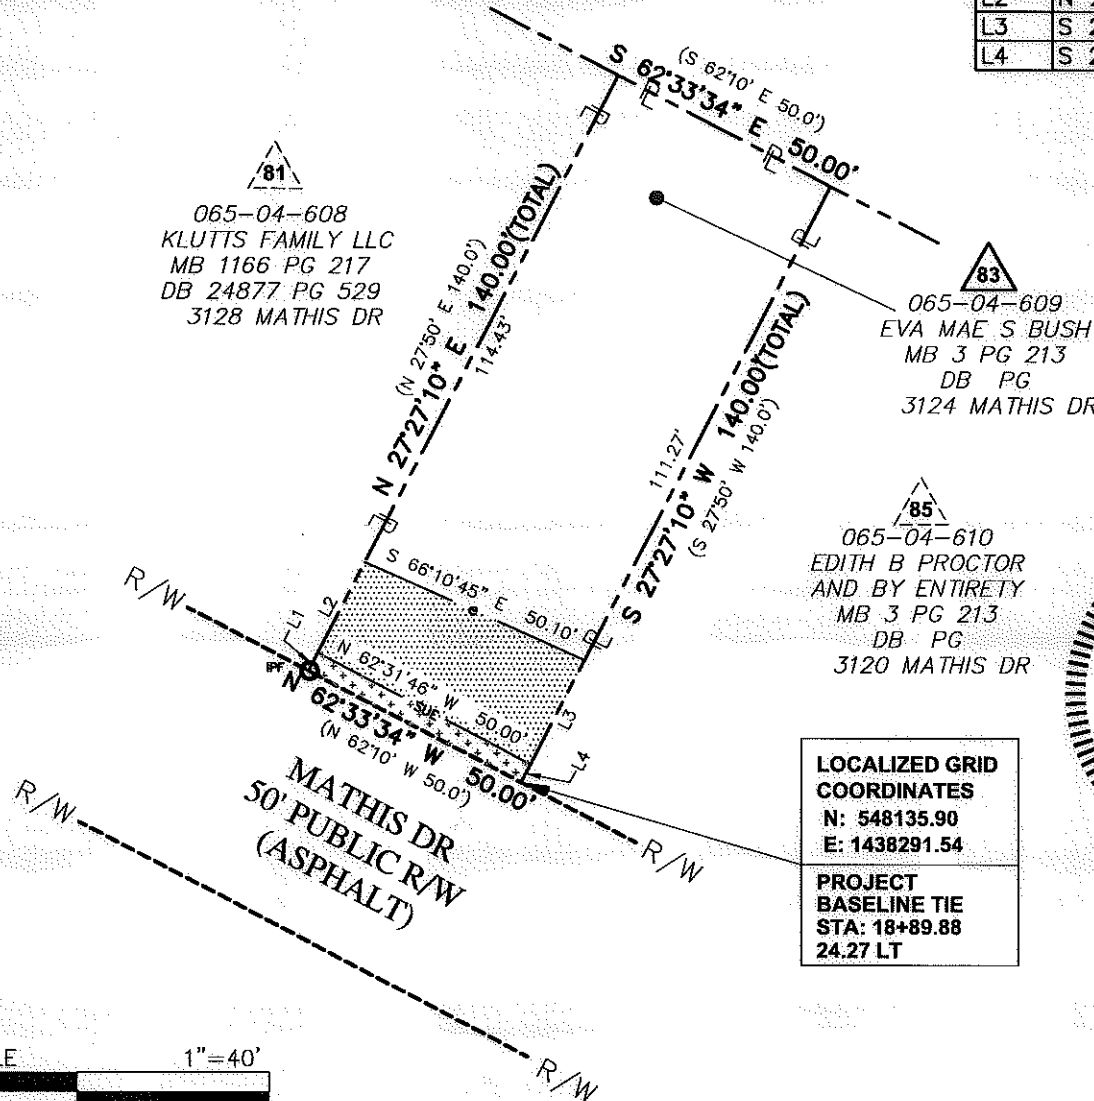 L2 N
L3 S 2
L4 S 2
(S 62°10' E 50.0')
S 62°33'34" E 50.00'
81
065-04-608
KLUTTS FAMILY LLC
MB 1166 PG 217
DB 24877 PG 529
3128 MATHIS DR
(N 27°50' E 140.0')
N 27°27'10" E 140.00'(TOTAL)
114.43'
83
065-04-609
EVA MAE S BUSH
MB 3 PG 213
DB PG
3124 MATHIS DR
111.27'
S 27°27'10" W 140.00'(TOTAL)
(S 27°50' W 140.0')
85
065-04-610
EDITH B PROCTOR
AND BY ENTIRETY
MB 3 PG 213
DB PG
3120 MATHIS DR
S 66°10'45" E 50.10'
R/W
L1
L2
IPF
N 62°31'46" W 50.00'
SUE
L3
L4
N 62°33'34" W 50.00'
(N 62°10' W 50.0')
R/W
MATHIS DR
50' PUBLIC R/W
(ASPHALT)
R/W
R/W
LOCALIZED GRID
COORDINATES
N: 548135.90
E: 1438291.54
PROJECT
BASELINE TIE
STA: 18+89.88
24.27 LT
LE 1"=40'